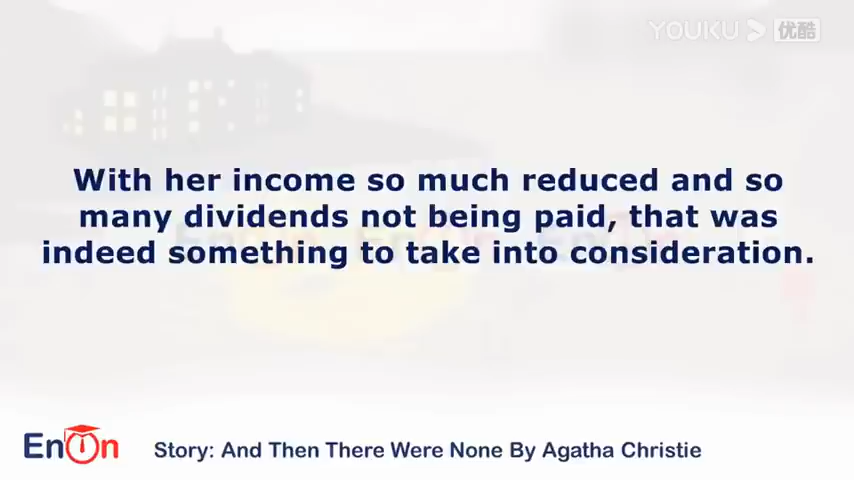 YOUKU 优酷
With her income so much reduced and so
many dividends not being paid, that was
indeed something to take into consideration.
EnOn
Story: And Then There Were None By Agatha Christie